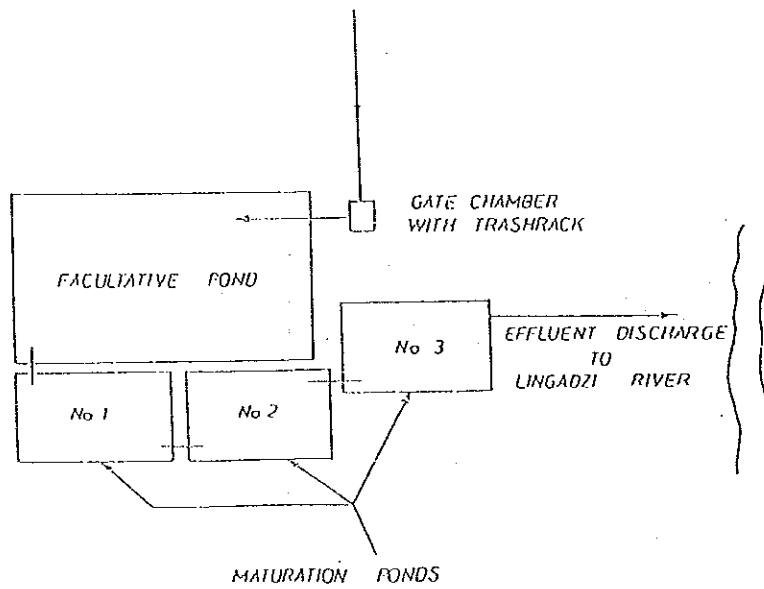 GATE CHAMBER
WITH TRASHRACK
FACULTATIVE POND
No 3
EFFLUENT DISCHARGE
TO
LINGADZI RIVER
No 1
No 2
MATURATION PONDS